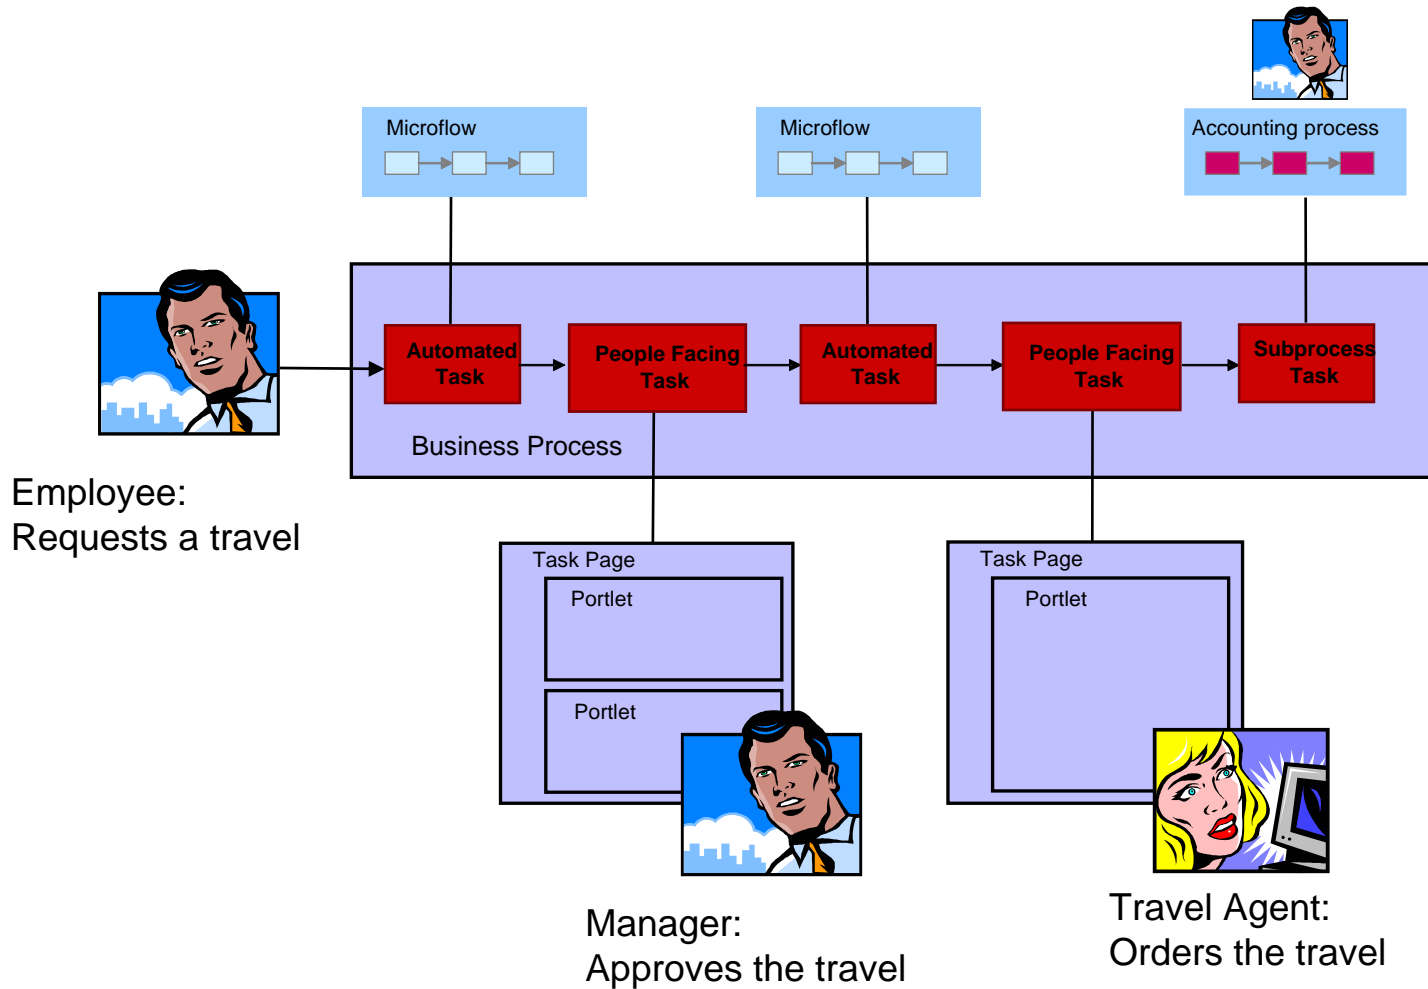 Microflow
Microflow
Accounting process
Automated
Task
People Facing
Task
Automated
Task
People Facing
Task
Subprocess
Task
Business Process
Employee:
Requests a travel
Task Page
Portlet
Portlet
Task Page
Portlet
Manager:
Approves the travel
Travel Agent:
Orders the travel